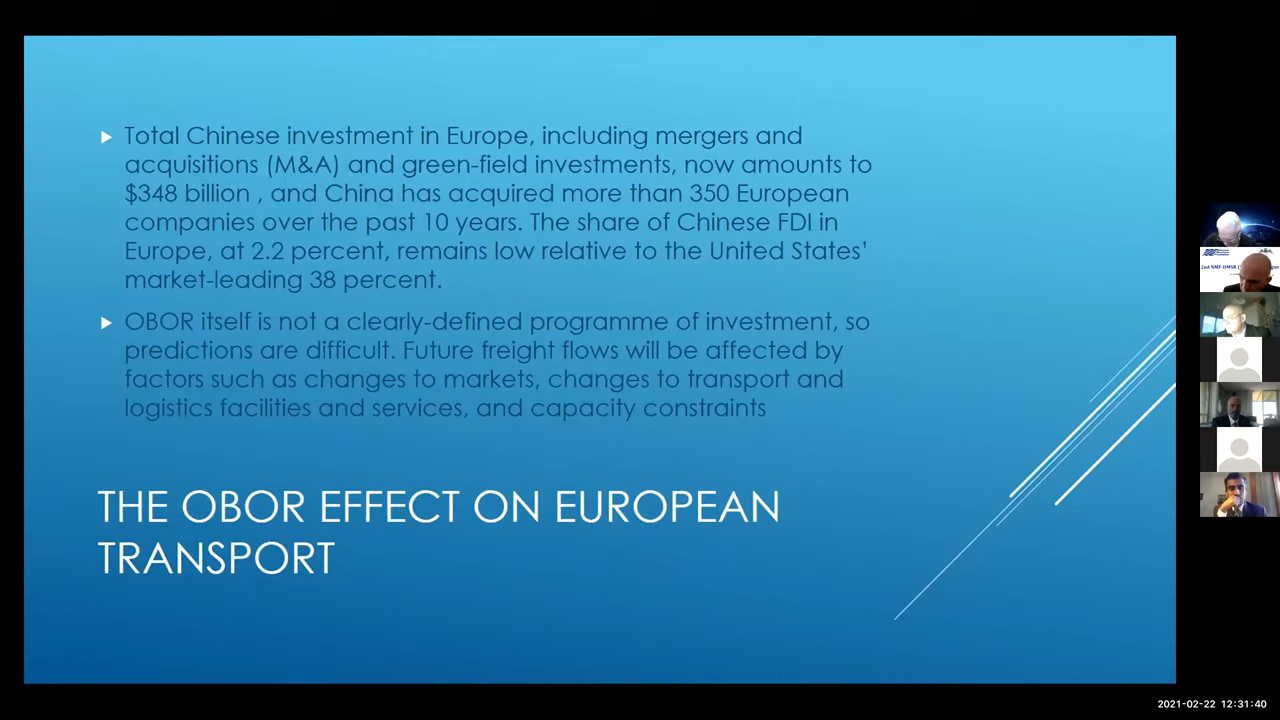 Total Chinese investment in Europe, including mergers and
acquisitions (M&A) and green-field investments, now amounts to
$348 billion , and China has acquired more than 350 European
companies over the past 10 years. The share of Chinese FDI in
Europe, at 2.2 percent, remains low relative to the United States’
market-leading 38 percent.
OBOR itself is not a clearly-defined programme of investment, so
predictions are difficult. Future freight flows will be affected by
factors such as changes to markets, changes to transport and
logistics facilities and services, and capacity constraints
THE OBOR EFFECT ON EUROPEAN
TRANSPORT
2nd NMF-IIMSR
2021-02-22 12:31:40